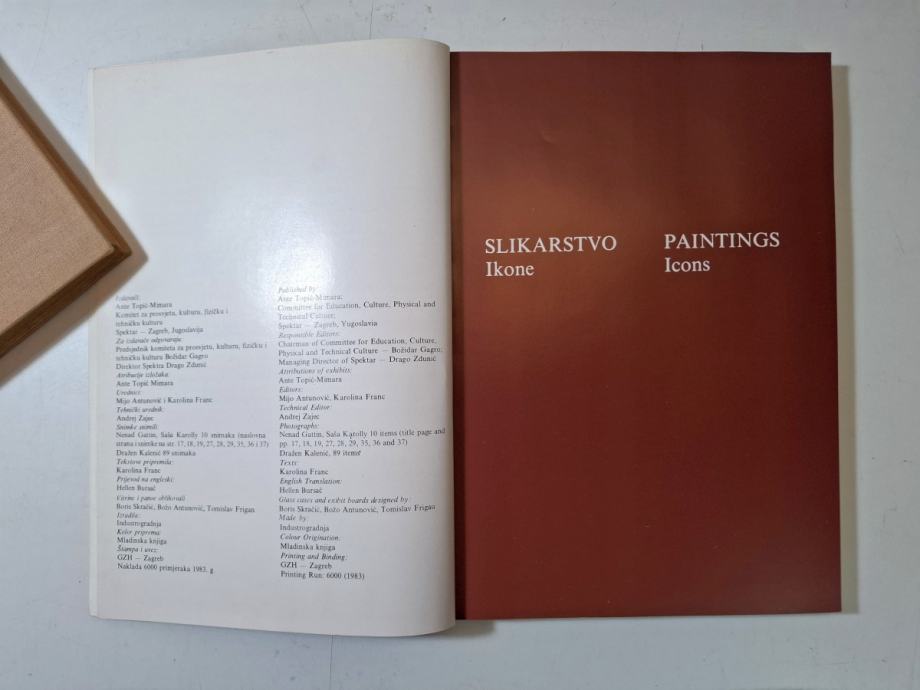 Izdavači:
Ante Topić-Mimara
Komitet za prosvjetu, kulturu, fizičku i
tehničku kulturu
Spektar — Zagreb, Jugoslavija
Za izdavače odgovaraju:
Predsjednik komiteta za prosvjetu, kulturu, fizičku i
tehničku kulturu Božidar Gagro
Direktor Spektra Drago Zdunić
Atribucije izložaka:
Ante Topić Mimara
Urednici:
Mijo Antunović i Karolina Franc
Tehnički urednik:
Andrej Zajec
Snimke snimili:
Nenad Gattin, Saša Karolly 10 snimaka (naslovna
strana i snimke na str. 17, 18, 19, 27, 28, 29, 35, 36 i 37)
Dražen Kalenić 89 snimaka
Tekstove pripremila:
Karolina Franc
Prijevod na engleski:
Hellen Bursać
Vitrine i panoe oblikovali
Boris Skračić, Božo Antunović, Tomislav Frigan
Izradila:
Industrogradnja
Kolor priprema:
Mladinska knjiga
Štampa i uvez:
GZH — Zagreb
Naklada 6000 primjeraka 1983. g.
Published by:
Ante Topić-Mimara;
Committee for Education, Culture, Physical and
Technical Culture;
Spektar — Zagreb, Yugoslavia
Responsible Editors:
Chairman of Committee for Education, Culture,
Physical and Technical Culture — Božidar Gagro;
Managing Director of Spektar — Drago Zdunić
Attributions of exhibits:
Ante Topić Mimara
Editors:
Mijo Antunović, Karolina Franc
Technical Editor:
Andrej Zajec
Photographs:
Nenad Gattin, Saša Karolly 10 items (title page and
pp. 17, 18, 19, 27, 28, 29, 35, 36 and 37)
Dražen Kalenić, 89 items
Texts:
Karolina Franc
English Translation:
Hellen Bursać
Glass cases and exibit boards designed by:
Boris Skračić, Božo Antunović, Tomislav Frigan
Made by:
Industrogradnja
Colour Origination:
Mladinska knjiga
Printing and Binding:
GZH — Zagreb
Printing Run: 6000 (1983)
SLIKARSTVO
Ikone
PAINTINGS
Icons